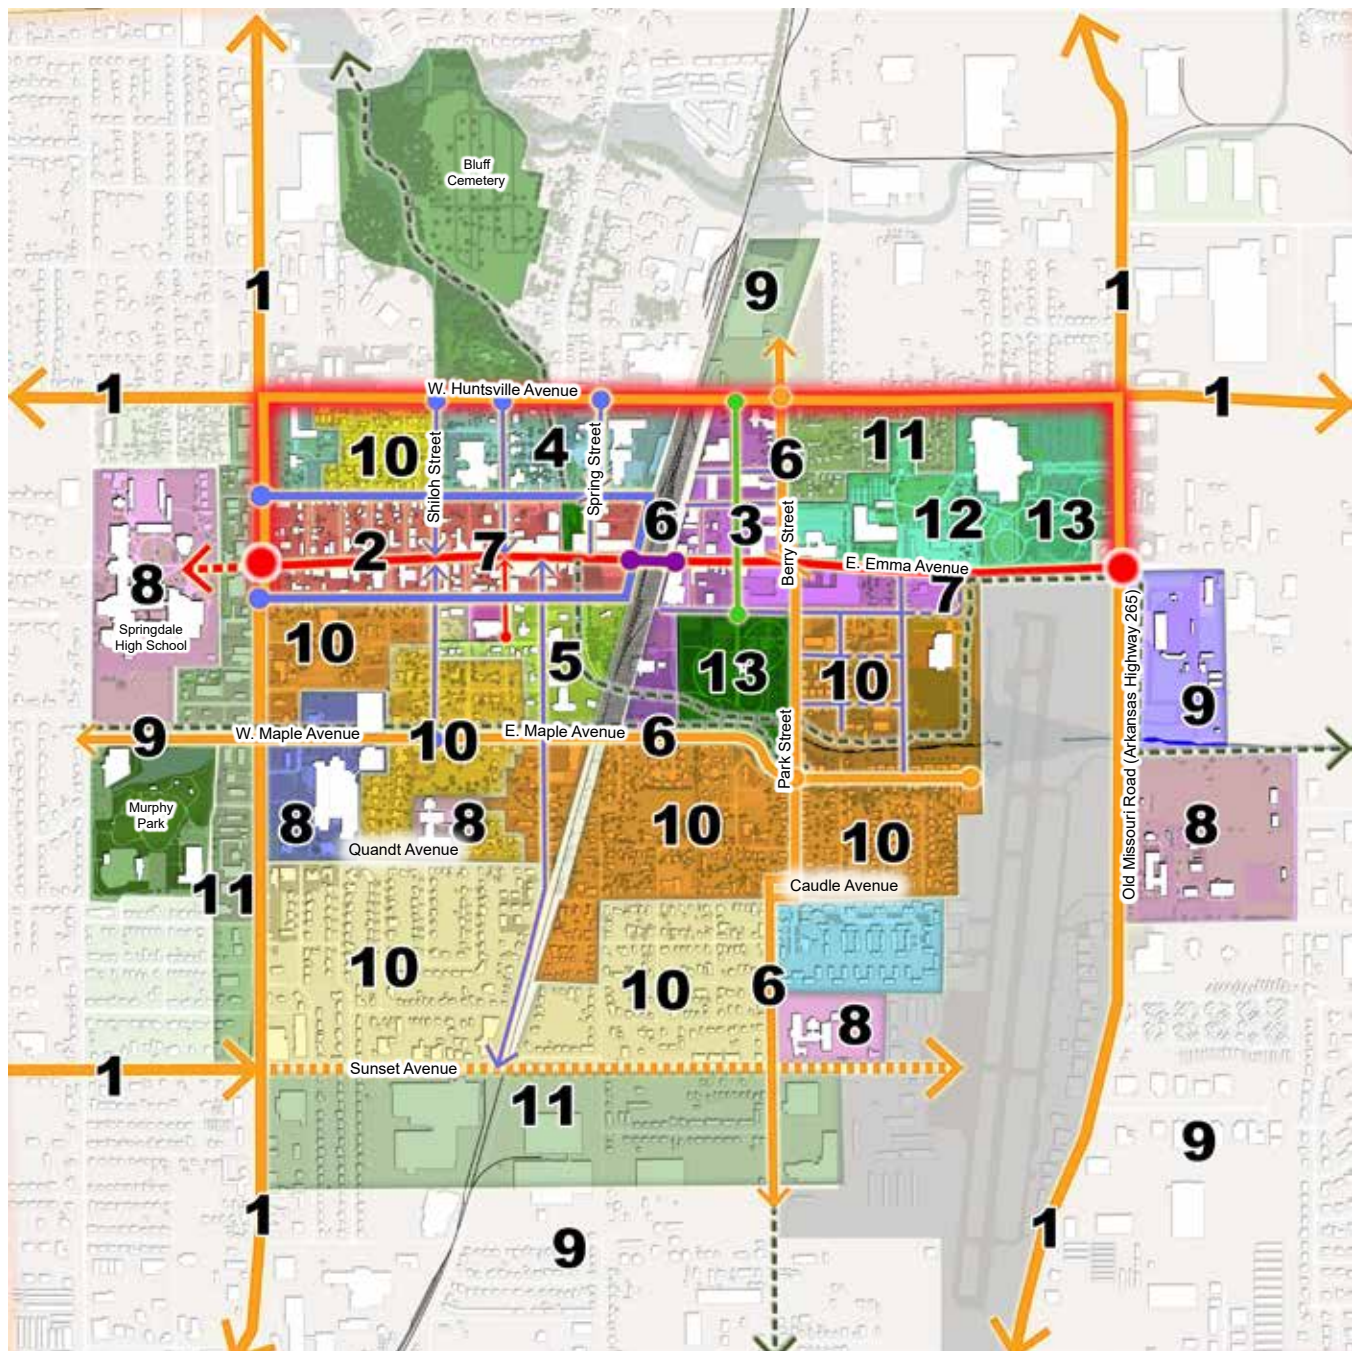 Bluff
Cemetery
9
1
1
1
W. Huntsville Avenue
1
10
Shiloh Street
4
Spring Street
6
11
3
Berry Street
12
13
2
7
6
E. Emma Avenue
7
8
Springdale
High School
10
5
13
10
Old Missouri Road (Arkansas Highway 265)
9
9
W. Maple Avenue
10
E. Maple Avenue
6
Park Street
Murphy
Park
8
8
10
10
8
Quandt Avenue
11
Caudle Avenue
10
10
6
8
1
Sunset Avenue
11
9
1
9
1